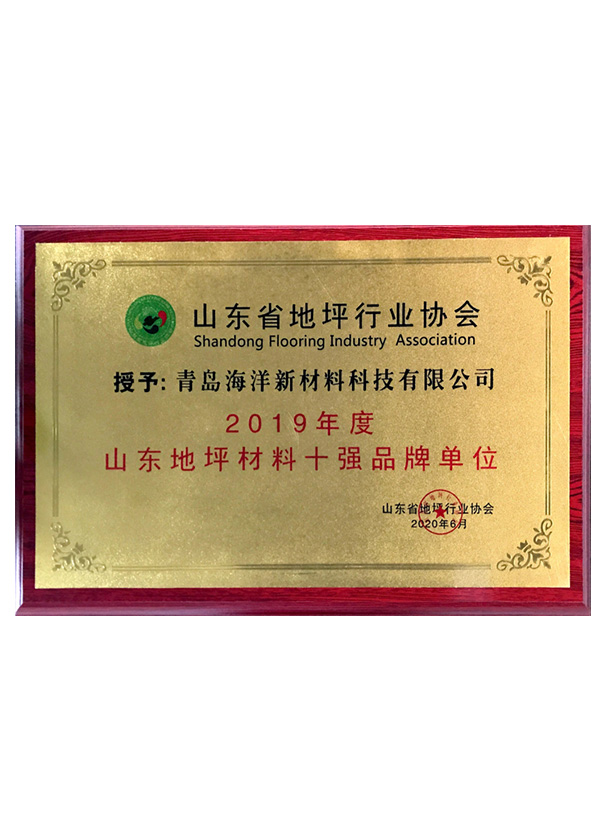 山东省地坪行业协会
Shandong Flooring Industry Association
授予: 青岛海洋新材料科技有限公司
2019年度
山东地坪材料十强品牌单位
山东省地坪行业协会
2020年6月